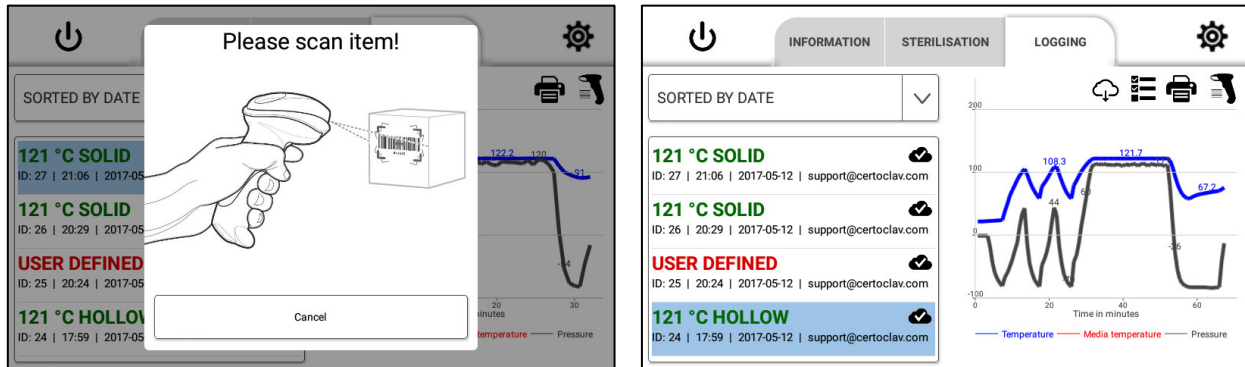 Please scan item!
SORTED BY DATE
121 °C SOLID
ID: 27 | 21:06 | 2017-05
121 °C SOLID
ID: 26 | 20:29 | 2017-05
USER DEFINED
ID: 25 | 20:24 | 2017-05
121 °C HOLLOW
ID: 24 | 17:59 | 2017-05
Cancel
122.2
120
91
20
30
inutes
temperature
Pressure
INFORMATION
STERILISATION
LOGGING
SORTED BY DATE
121 °C SOLID
ID: 27 | 21:06 | 2017-05-12 | support@certoclav.com
121 °C SOLID
ID: 26 | 20:29 | 2017-05-12 | support@certoclav.com
USER DEFINED
ID: 25 | 20:24 | 2017-05-12 | support@certoclav.com
121 °C HOLLOW
ID: 24 | 17:59 | 2017-05-12 | support@certoclav.com
200
100
0
-100
108.3
121.7
67.2
44
60
-26
0
20
40
60
Time in minutes
Temperature
Media temperature
Pressure